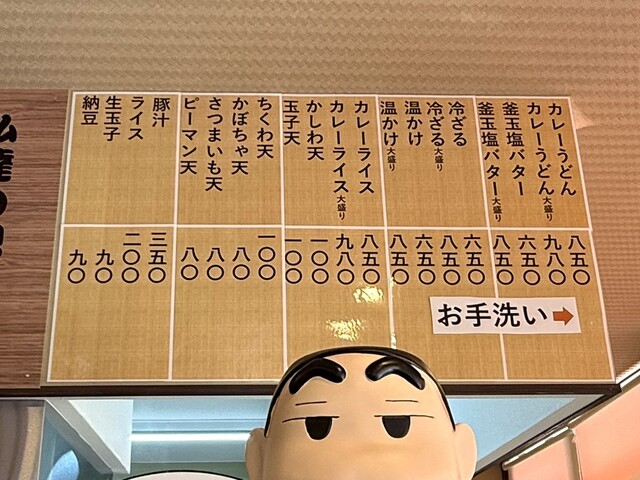 カレーうどん 八五〇
カレーうどん大盛り 九八〇
釜玉塩バター 六五〇
釜玉塩バター大盛り 八五〇
冷ざる 六五〇
冷ざる大盛り 八五〇
温かけ 六五〇
温かけ大盛り 八五〇
カレーライス 八五〇
カレーライス大盛り 九八〇
かしわ天 一〇〇
玉子天 一〇〇
ちくわ天 一〇〇
かぼちゃ天 八〇
さつまいも天 八〇
ピーマン天 八〇
豚汁 三五〇
ライス 二〇〇
生玉子 九〇
納豆 九〇
お手洗い